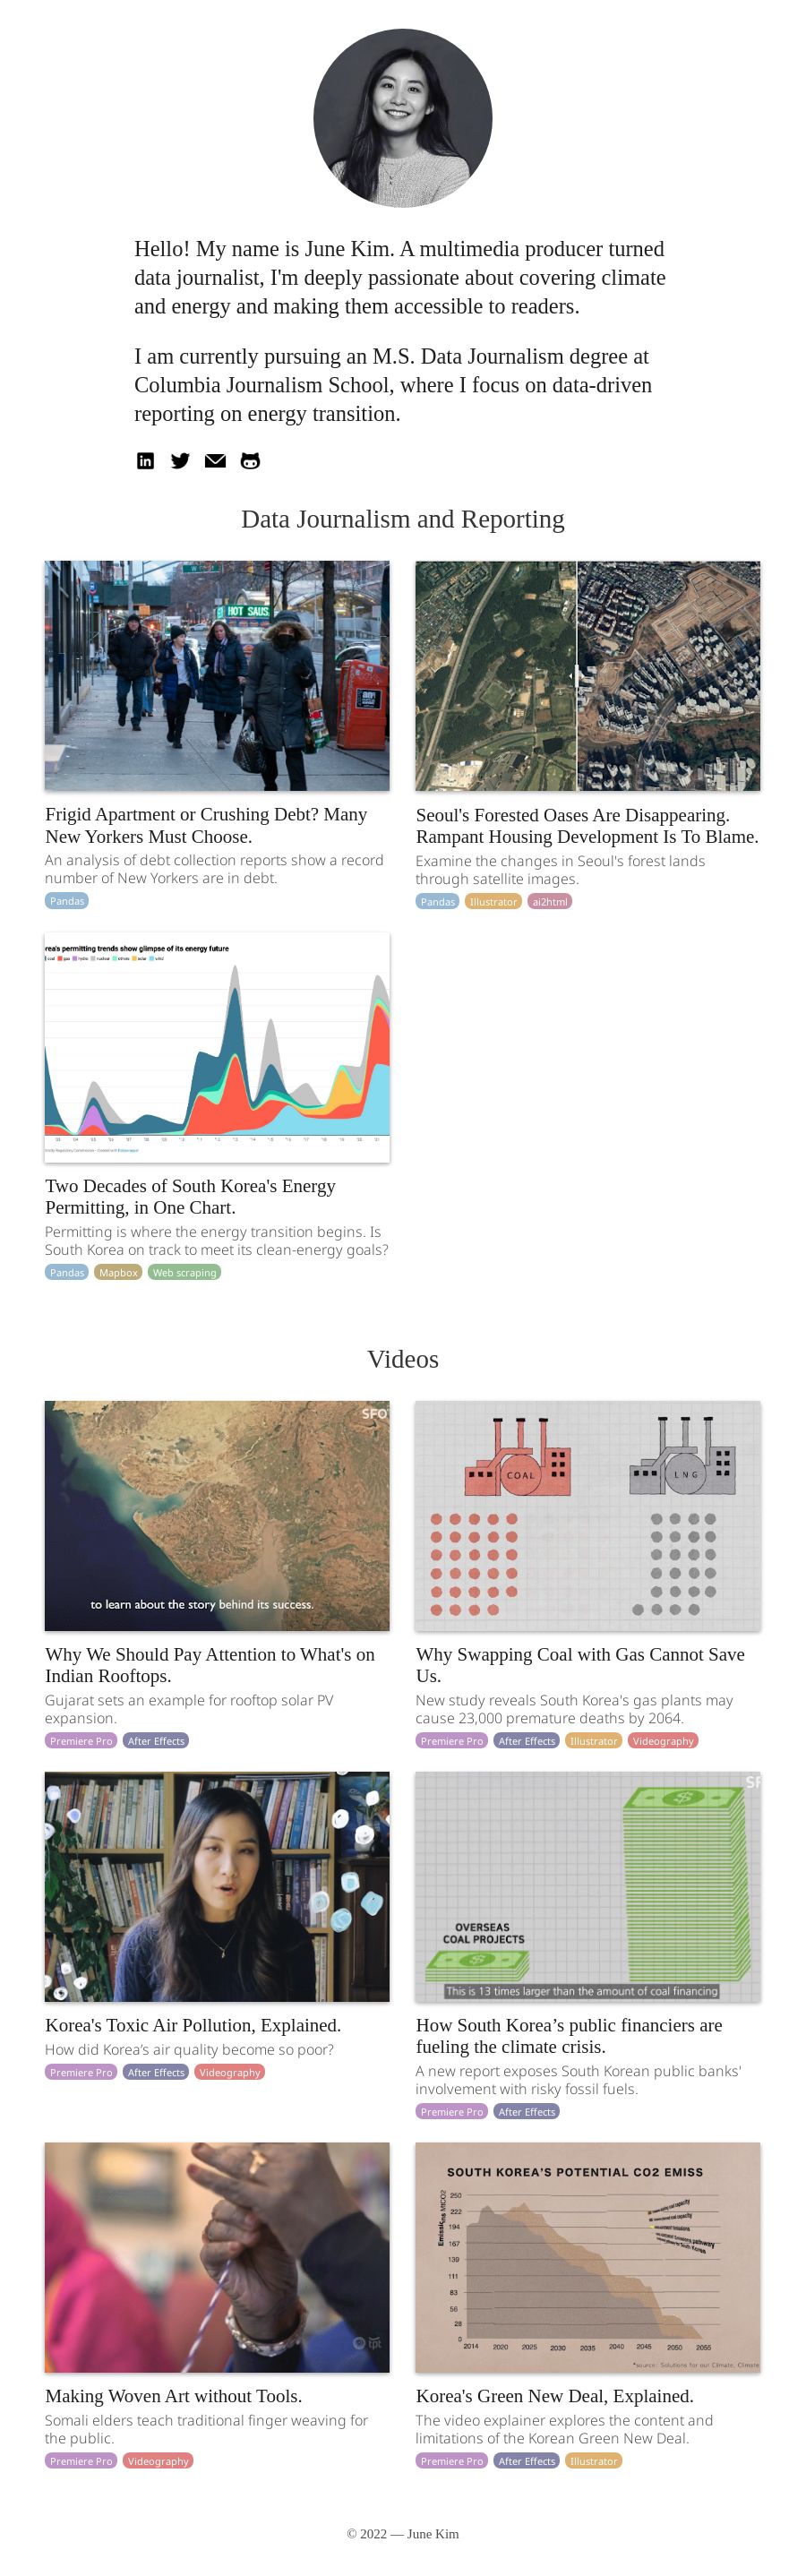 Hello! My name is June Kim. A multimedia producer turned
data journalist, I'm deeply passionate about covering climate
and energy and making them accessible to readers.
I am currently pursuing an M.S. Data Journalism degree at
Columbia Journalism School, where I focus on data-driven
reporting on energy transition.
in
Data Journalism and Reporting
HOT SAUS
Frigid Apartment or Crushing Debt? Many
New Yorkers Must Choose.
An analysis of debt collection reports show a record
number of New Yorkers are in debt.
Pandas
Seoul's Forested Oases Are Disappearing.
Rampant Housing Development Is To Blame.
Examine the changes in Seoul's forest lands
through satellite images.
Pandas Illustrator ai2html
rea's permitting trends show glimpse of its energy future
Two Decades of South Korea's Energy
Permitting, in One Chart.
Permitting is where the energy transition begins. Is
South Korea on track to meet its clean-energy goals?
Pandas Mapbox Web scraping
Videos
SFO
to learn about the story behind its success.
Why We Should Pay Attention to What's on
Indian Rooftops.
Gujarat sets an example for rooftop solar PV
expansion.
Premiere Pro After Effects
COAL LNG
Why Swapping Coal with Gas Cannot Save
Us.
New study reveals South Korea's gas plants may
cause 23,000 premature deaths by 2064.
Premiere Pro After Effects Illustrator Videography
Korea's Toxic Air Pollution, Explained.
How did Korea's air quality become so poor?
Premiere Pro After Effects Videography
OVERSEAS
COAL PROJECTS
This is 13 times larger than the amount of coal financing
How South Korea’s public financiers are
fueling the climate crisis.
A new report exposes South Korean public banks'
involvement with risky fossil fuels.
Premiere Pro After Effects
tpt
Making Woven Art without Tools.
Somali elders teach traditional finger weaving for
the public.
Premiere Pro Videography
SOUTH KOREA'S POTENTIAL CO2 EMISS
Emissions MtCO2
250
222
194
167
139
111
83
56
28
0
2014 2020 2025 2030 2035 2040 2045 2050 2055
*source: Solutions for our Climate, Climate
Korea's Green New Deal, Explained.
The video explainer explores the content and
limitations of the Korean Green New Deal.
Premiere Pro After Effects Illustrator
© 2022 — June Kim